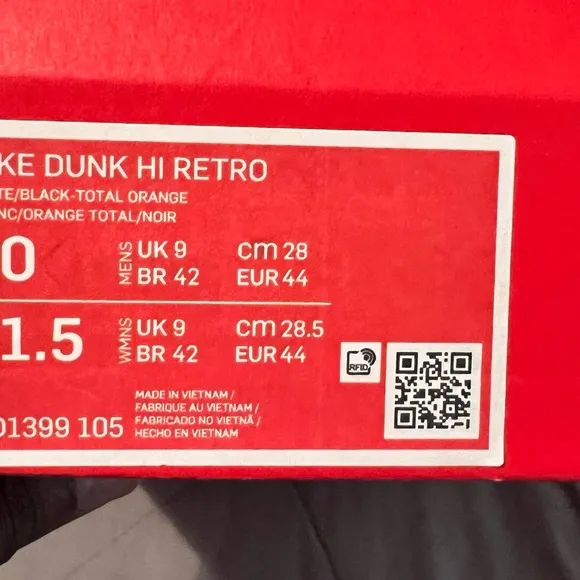 KE DUNK HI RETRO
TE/BLACK-TOTAL ORANGE
NC/ORANGE TOTAL/NOIR
0 MENS UK 9 cm 28
BR 42 EUR 44
1.5 WMNS UK 9 cm 28.5
BR 42 EUR 44
RFID
MADE IN VIETNAM /
FABRIQUE AU VIETNAM /
FABRICADO NO VIETNÃ /
HECHO EN VIETNAM
D1399 105